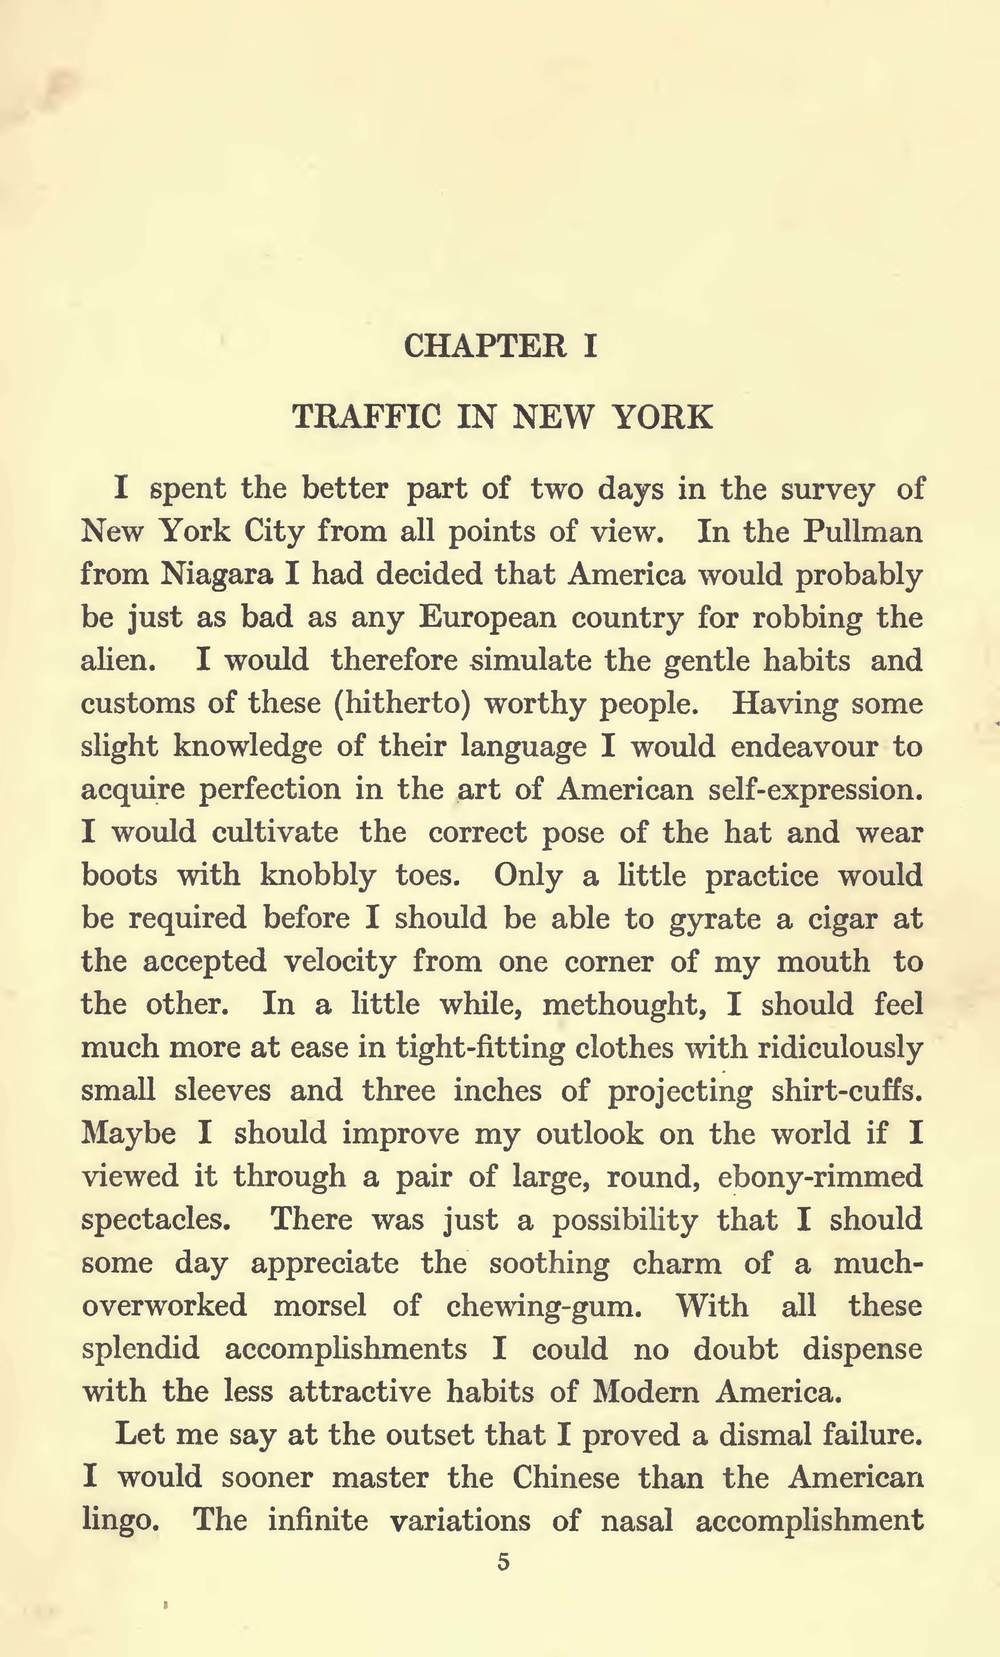 CHAPTER I
TRAFFIC IN NEW YORK
I spent the better part of two days in the survey of
New York City from all points of view. In the Pullman
from Niagara I had decided that America would probably
be just as bad as any European country for robbing the
alien. I would therefore simulate the gentle habits and
customs of these (hitherto) worthy people. Having some
slight knowledge of their language I would endeavour to
acquire perfection in the art of American self-expression.
I would cultivate the correct pose of the hat and wear
boots with knobbly toes. Only a little practice would
be required before I should be able to gyrate a cigar at
the accepted velocity from one corner of my mouth to
the other. In a little while, methought, I should feel
much more at ease in tight-fitting clothes with ridiculously
small sleeves and three inches of projecting shirt-cuffs.
Maybe I should improve my outlook on the world if I
viewed it through a pair of large, round, ebony-rimmed
spectacles. There was just a possibility that I should
some day appreciate the soothing charm of a much-
overworked morsel of chewing-gum. With all these
splendid accomplishments I could no doubt dispense
with the less attractive habits of Modern America.
Let me say at the outset that I proved a dismal failure.
I would sooner master the Chinese than the American
lingo. The infinite variations of nasal accomplishment
5